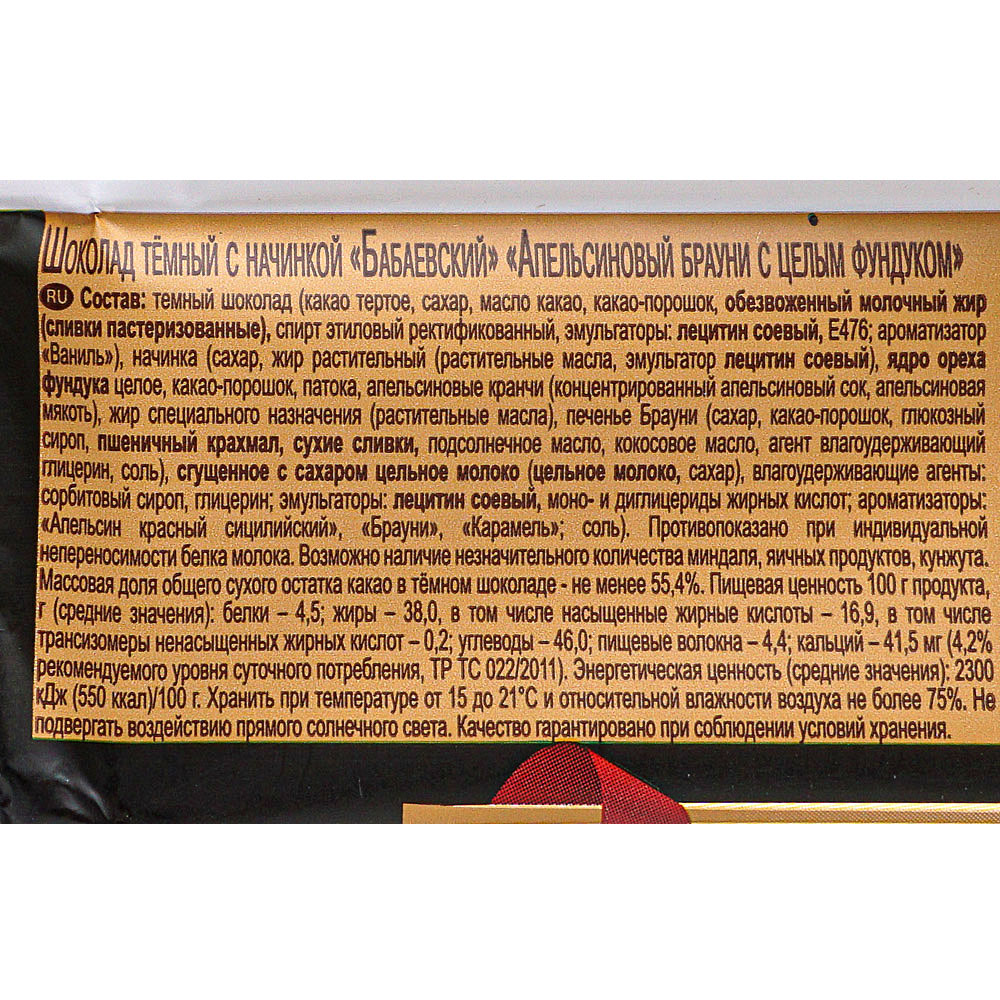 Шоколад тёмный с начинкой «Бабаевский» «Апельсиновый брауни с целым фундуком»
RU Состав: темный шоколад (какао тертое, сахар, масло какао, какао-порошок, обезвоженный молочный жир
(сливки пастеризованные), спирт этиловый ректификованный, эмульгаторы: лецитин соевый, Е476; ароматизатор
«Ваниль»), начинка (сахар, жир растительный (растительные масла, эмульгатор лецитин соевый), ядро ореха
фундука целое, какао-порошок, патока, апельсиновые кранчи (концентрированный апельсиновый сок, апельсиновая
мякоть), жир специального назначения (растительные масла), печенье Брауни (сахар, какао-порошок, глюкозный
сироп, пшеничный крахмал, сухие сливки, подсолнечное масло, кокосовое масло, агент влагоудерживающий
глицерин, соль), сгущенное с сахаром цельное молоко (цельное молоко, сахар), влагоудерживающие агенты:
сорбитовый сироп, глицерин; эмульгаторы: лецитин соевый, моно- и диглицериды жирных кислот; ароматизаторы:
«Апельсин красный сицилийский», «Брауни», «Карамель»; соль). Противопоказано при индивидуальной
непереносимости белка молока. Возможно наличие незначительного количества миндаля, яичных продуктов, кунжута.
Массовая доля общего сухого остатка какао в тёмном шоколаде - не менее 55,4%. Пищевая ценность 100 г продукта,
г (средние значения): белки – 4,5; жиры – 38,0, в том числе насыщенные жирные кислоты – 16,9, в том числе
трансизомеры ненасыщенных жирных кислот – 0,2; углеводы – 46,0; пищевые волокна – 4,4; кальций – 41,5 мг (4,2%
рекомендуемого уровня суточного потребления, ТР ТС 022/2011). Энергетическая ценность (средние значения): 2300
кДж (550 ккал)/100 г. Хранить при температуре от 15 до 21°С и относительной влажности воздуха не более 75%. Не
подвергать воздействию прямого солнечного света. Качество гарантировано при соблюдении условий хранения.